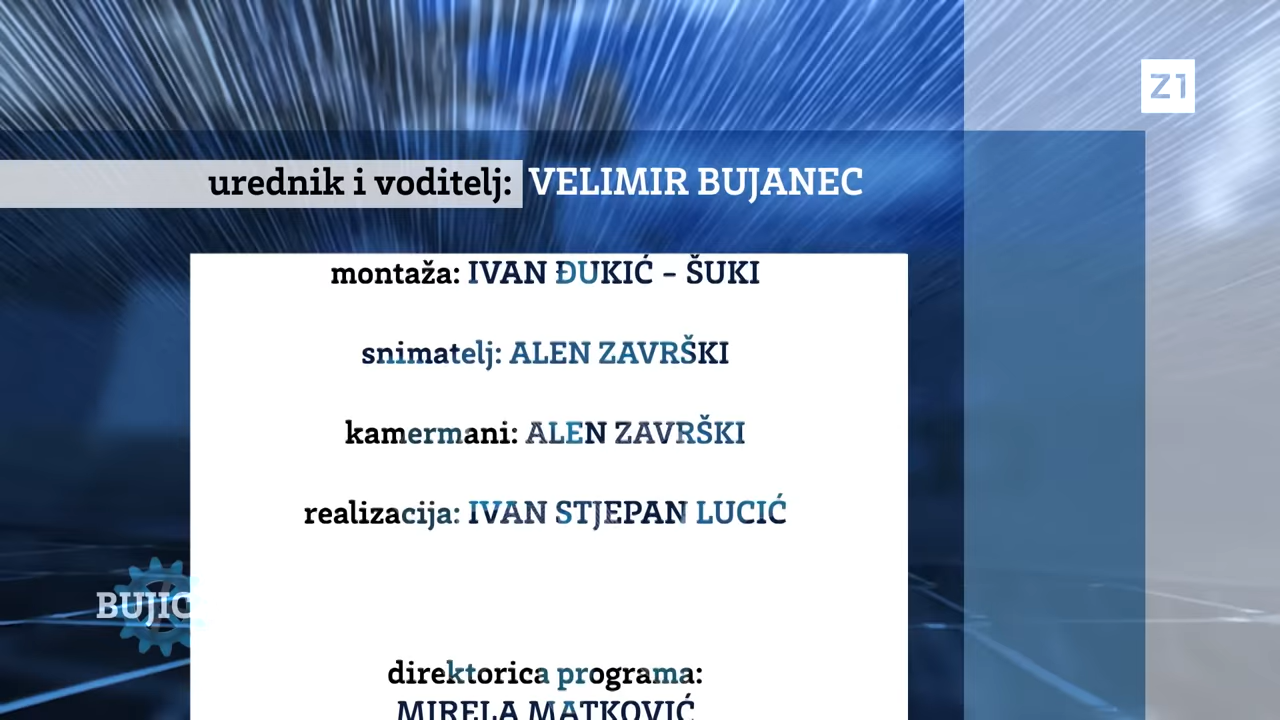 Z1
urednik i voditelj: VELIMIR BUJANEC
montaža: IVAN ĐUKIĆ – ŠUKI
snimatelj: ALEN ZAVRŠKI
kamermani: ALEN ZAVRŠKI
realizacija: IVAN STJEPAN LUCIĆ
BUJIC
direktorica programa:
MIRELA MATKOVIĆ